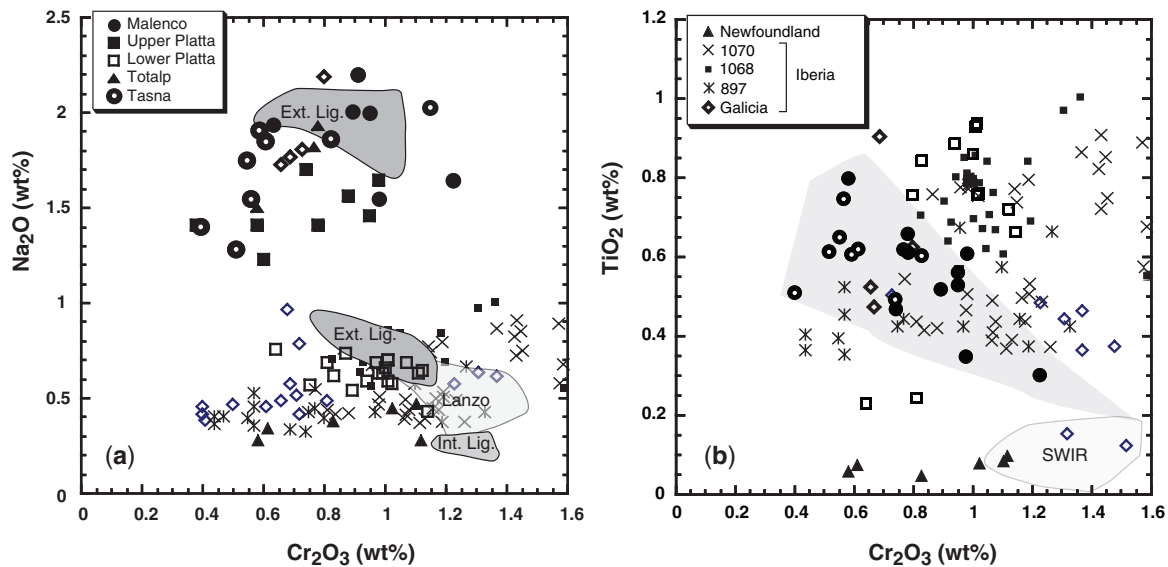 2.5
2
1.5
1
0.5
0
Na2O (wt%)
Malenco
Upper Platta
Lower Platta
Totalp
Tasna
Ext. Lig.
Ext. Lig.
Lanzo
Int. Lig.
(a)
0 0.2 0.4 0.6 0.8 1 1.2 1.4 1.6
Cr2O3 (wt%)
1.2
1
0.8
0.6
0.4
0.2
0
TiO2 (wt%)
Newfoundland
1070
1068
897
Galicia
Iberia
SWIR
(b)
0 0.2 0.4 0.6 0.8 1 1.2 1.4 1.6
Cr2O3 (wt%)